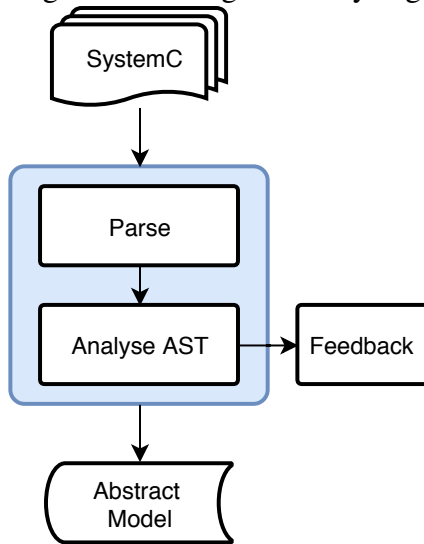 SystemC
Parse
Analyse AST
Feedback
Abstract
Model